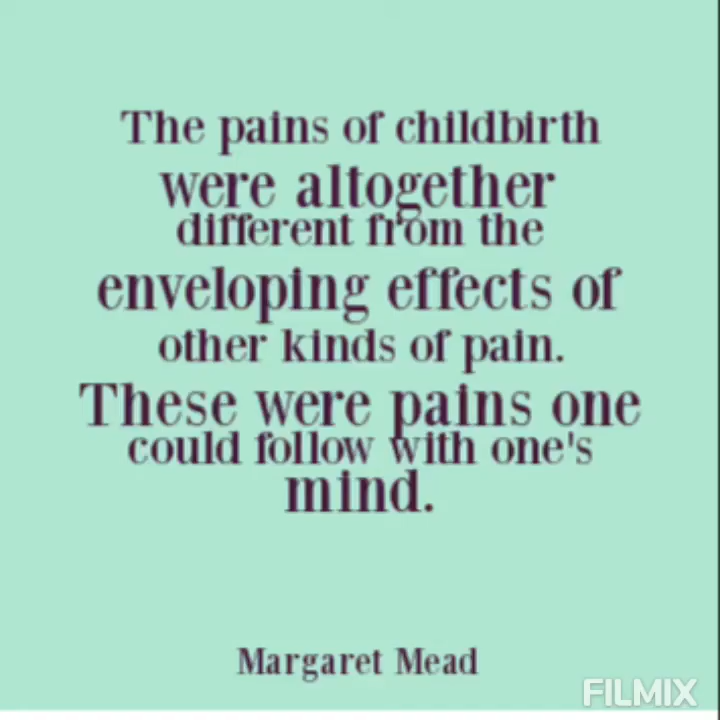 The pains of childbirth
were altogether
different from the
enveloping effects of
other kinds of pain.
These were pains one
could follow with one's
mind.
Margaret Mead
FILMIX